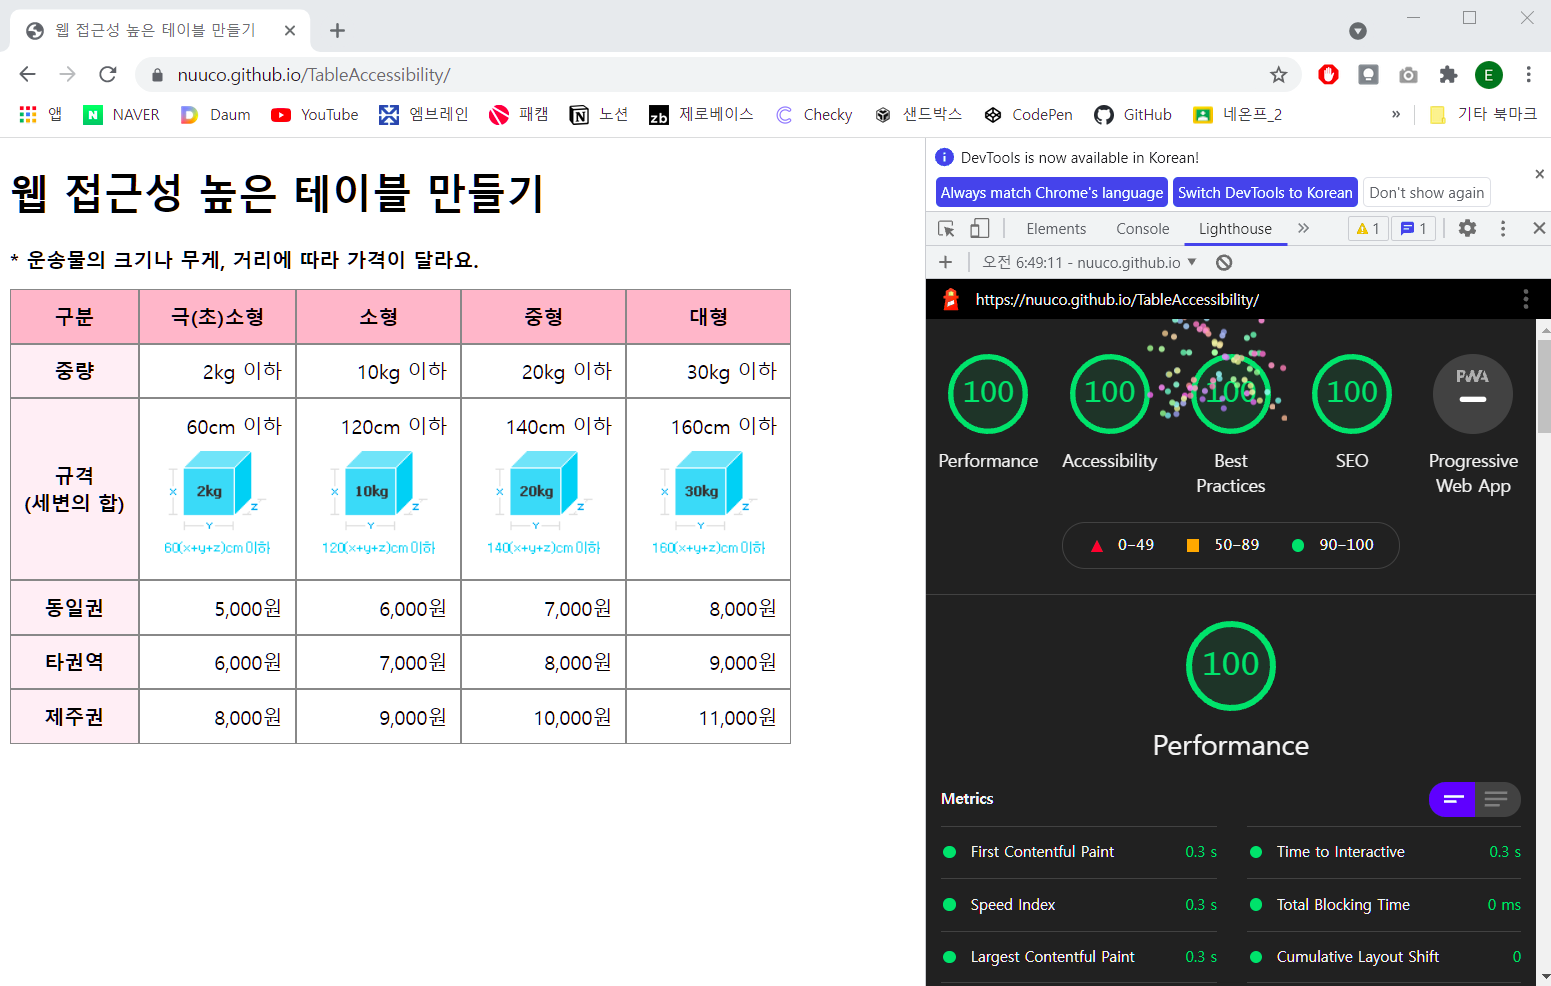 웹 접근성 높은 테이블 만들기
nuuco.github.io/TableAccessibility/
E
앱 NAVER Daum YouTube 엠브레인 패캠 노션 제로베이스 Checky 샌드박스 CodePen GitHub 네온프_2 » 기타 북마크
웹 접근성 높은 테이블 만들기
* 운송물의 크기나 무게, 거리에 따라 가격이 달라요.
구분 극(초)소형 소형 중형 대형
중량 2kg 이하 10kg 이하 20kg 이하 30kg 이하
규격
(세변의 합)
60cm 이하 120cm 이하 140cm 이하 160cm 이하
X 2kg Z X 10kg Z X 20kg Z X 30kg Z
Y Y Y Y
60(x+y+z)cm이하 120(x+y+z)cm이하 140(x+y+z)cm이하 160(x+y+z)cm이하
동일권 5,000원 6,000원 7,000원 8,000원
타권역 6,000원 7,000원 8,000원 9,000원
제주권 8,000원 9,000원 10,000원 11,000원
DevTools is now available in Korean!
Always match Chrome's language Switch DevTools to Korean Don't show again
Elements Console Lighthouse » 1 1
오전 6:49:11 - nuuco.github.io
https://nuuco.github.io/TableAccessibility/
100 100 100 100 PWA
Performance Accessibility Best Practices SEO Progressive Web App
0–49 50–89 90–100
100
Performance
Metrics
First Contentful Paint 0.3 s Time to Interactive 0.3 s
Speed Index 0.3 s Total Blocking Time 0 ms
Largest Contentful Paint 0.3 s Cumulative Layout Shift 0